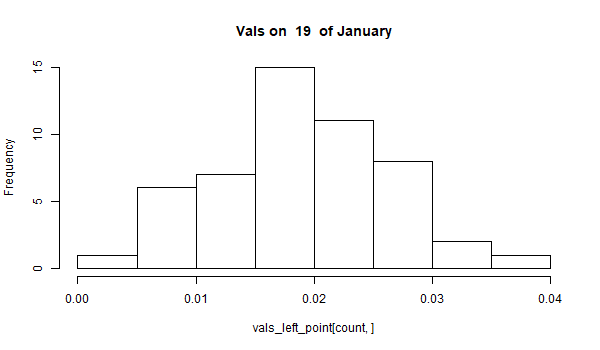 Vals on  19  of January
Frequency
15
10
5
0
0.00 0.01 0.02 0.03 0.04
vals_left_point[count, ]